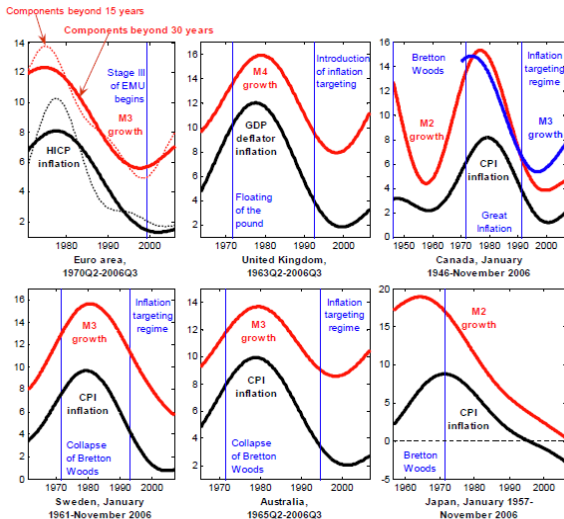 Components beyond 15 years
Components beyond 30 years
14
12
10
8
6
4
2
Stage III
of EMU
begins
M3
growth
HICP
inflation
1980
1990
2000
Euro area,
1970Q2-2006Q3
16
14
12
10
8
6
4
2
M4
growth
Introduction
of inflation
targeting
GDP
deflator
inflation
Floating
of the
pound
1970
1980
1990
2000
United Kingdom,
1963Q2-2006Q3
16
14
12
10
8
6
4
2
0
Bretton
Woods
Inflation
targeting
regime
M2
growth
M3
growth
CPI
inflation
Great
Inflation
1950
1960
1970
1980
1990
2000
Canada, January
1946-November 2006
16
14
12
10
8
6
4
2
M3
growth
Inflation
targeting
regime
CPI
inflation
Collapse
of Bretton
Woods
1970
1980
1990
2000
Sweden, January
1961-November 2006
14
12
10
8
6
4
2
M3
growth
Inflation
targeting
regime
CPI
inflation
Collapse
of Bretton
Woods
1970
1980
1990
2000
Australia,
1965Q2-2006Q3
20
15
10
5
0
-5
M2
growth
CPI
inflation
Bretton
Woods
1960
1970
1980
1990
2000
Japan, January 1957-
November 2006